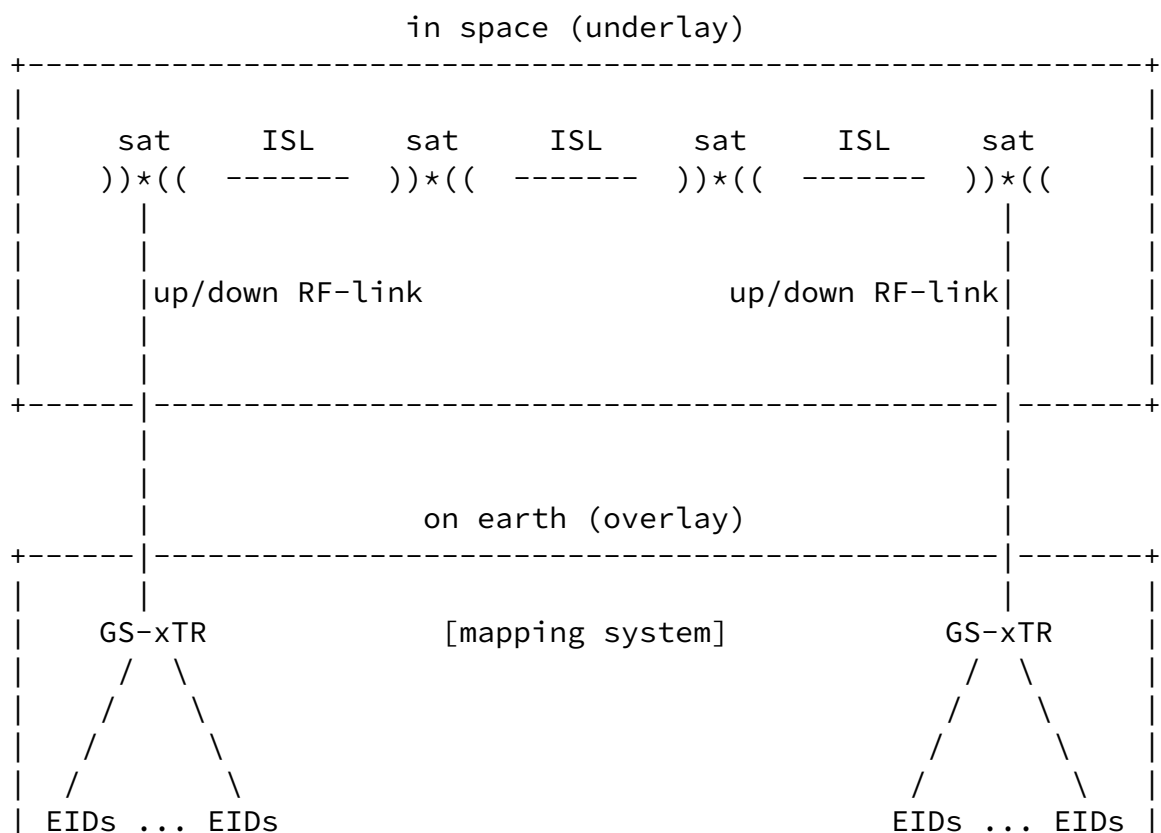 in space (underlay)
sat ISL sat ISL sat ISL sat
))*(( ------- ))*(( ------- ))*(( ------- ))*((
up/down RF-link up/down RF-link
on earth (overlay)
GS-xTR [mapping system] GS-xTR
EIDs ... EIDs EIDs ... EIDs